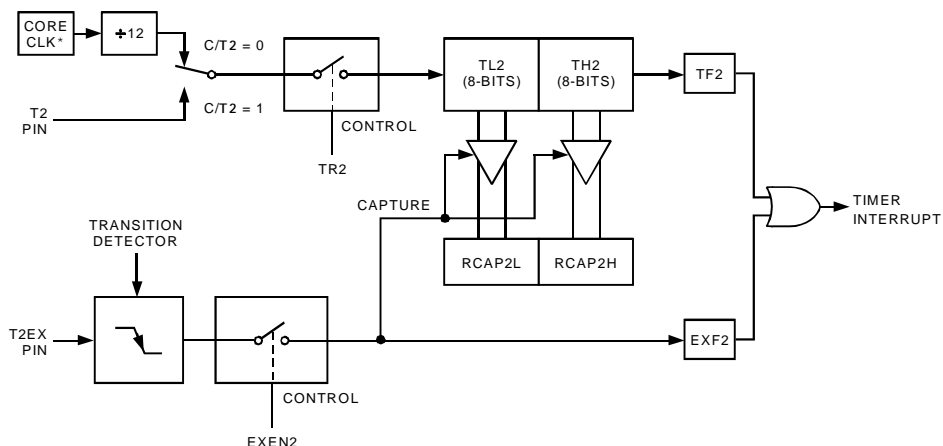 CORE
CLK*
÷12
C/T2 = 0
TL2
(8-BITS)
TH2
(8-BITS)
TF2
C/T2 = 1
T2
PIN
CONTROL
TR2
CAPTURE
TIMER
INTERRUPT
TRANSITION
DETECTOR
RCAP2L
RCAP2H
T2EX
PIN
EXF2
CONTROL
EXEN2